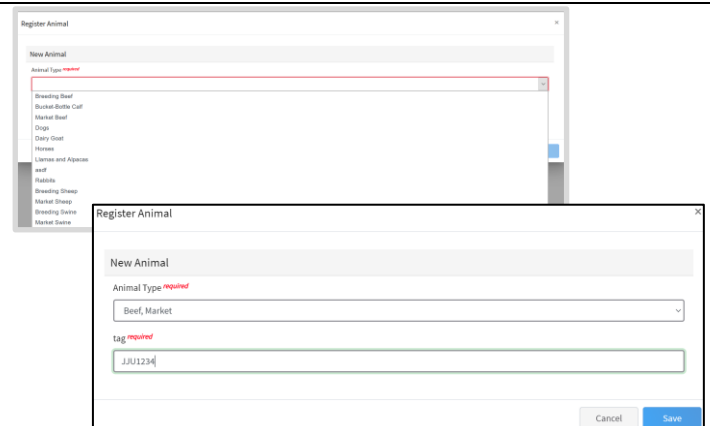 Register Animal ×
New Animal
Animal Type required
Breeding Beef
Bucket-Bottle Calf
Market Beef
Dogs
Dairy Goat
Horses
Llamas and Alpacas
asdf
Rabbits
Breeding Sheep
Market Sheep
Breeding Swine
Market Swine
Register Animal ×
New Animal
Animal Type required
Beef, Market
tag required
JJU1234
Cancel Save